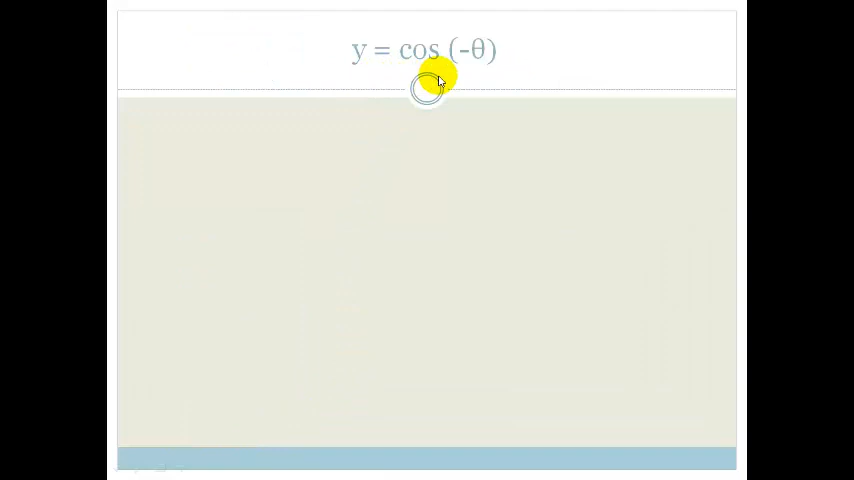 y = cos (-θ)